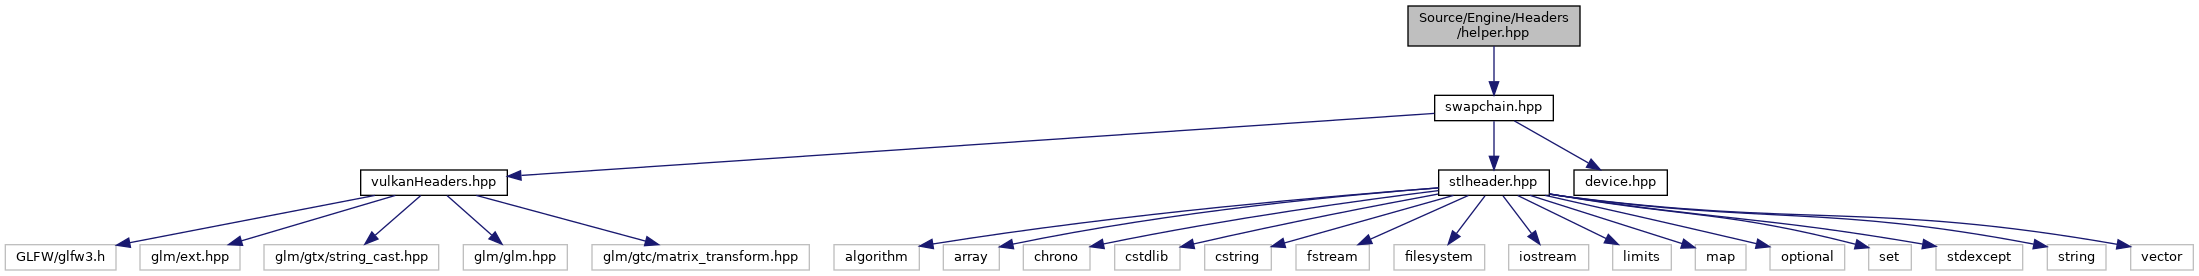 Source/Engine/Headers
/helper.hpp
swapchain.hpp
vulkanHeaders.hpp
stlheader.hpp
device.hpp
GLFW/glfw3.h
glm/ext.hpp
glm/gtx/string_cast.hpp
glm/glm.hpp
glm/gtc/matrix_transform.hpp
algorithm
array
chrono
cstdlib
cstring
fstream
filesystem
iostream
limits
map
optional
set
stdexcept
string
vector